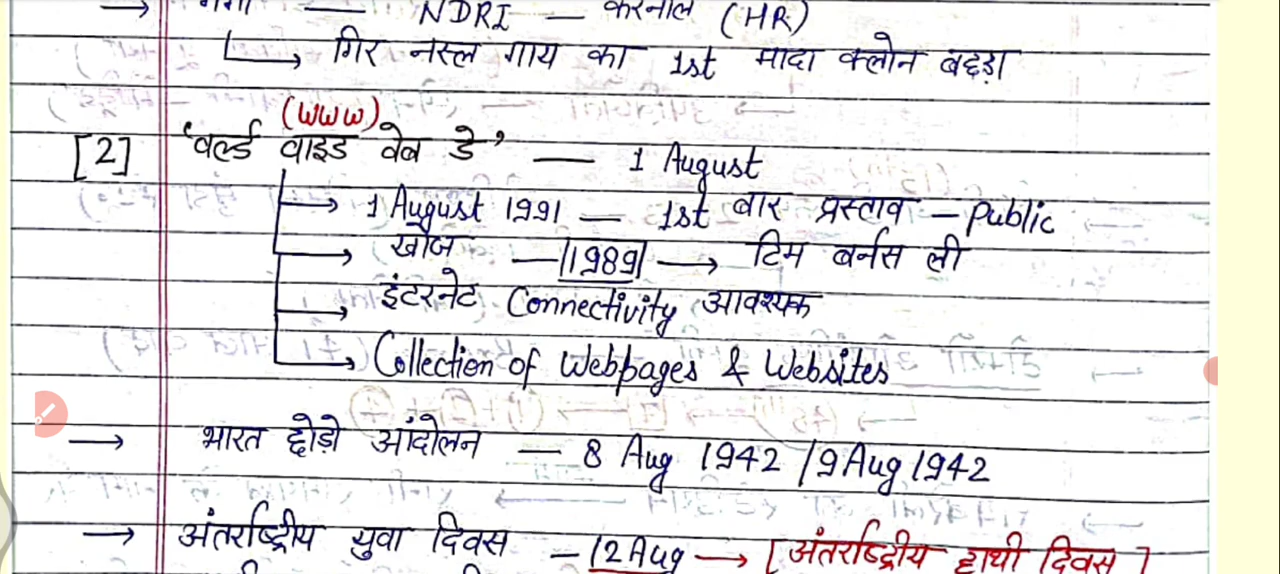 → गंगा — NDRI — करनाल (HR)
↳ गिर नस्ल गाय का 1st मादा क्लोन बछड़ा
(www)
[2] 'वर्ल्ड वाइड वेब डे' — 1 August
→ 1 August 1991 — 1st बार प्रस्ताव — Public
→ खोज — |1989| → टिम बर्नस ली
→ इंटरनेट Connectivity आवश्यक
→ Collection of Webpages & Websites
→ भारत छोड़ो आंदोलन — 8 Aug 1942 / 9 Aug 1942
→ अंतर्राष्ट्रीय युवा दिवस — 12 Aug → [अंतर्राष्ट्रीय हाथी दिवस]